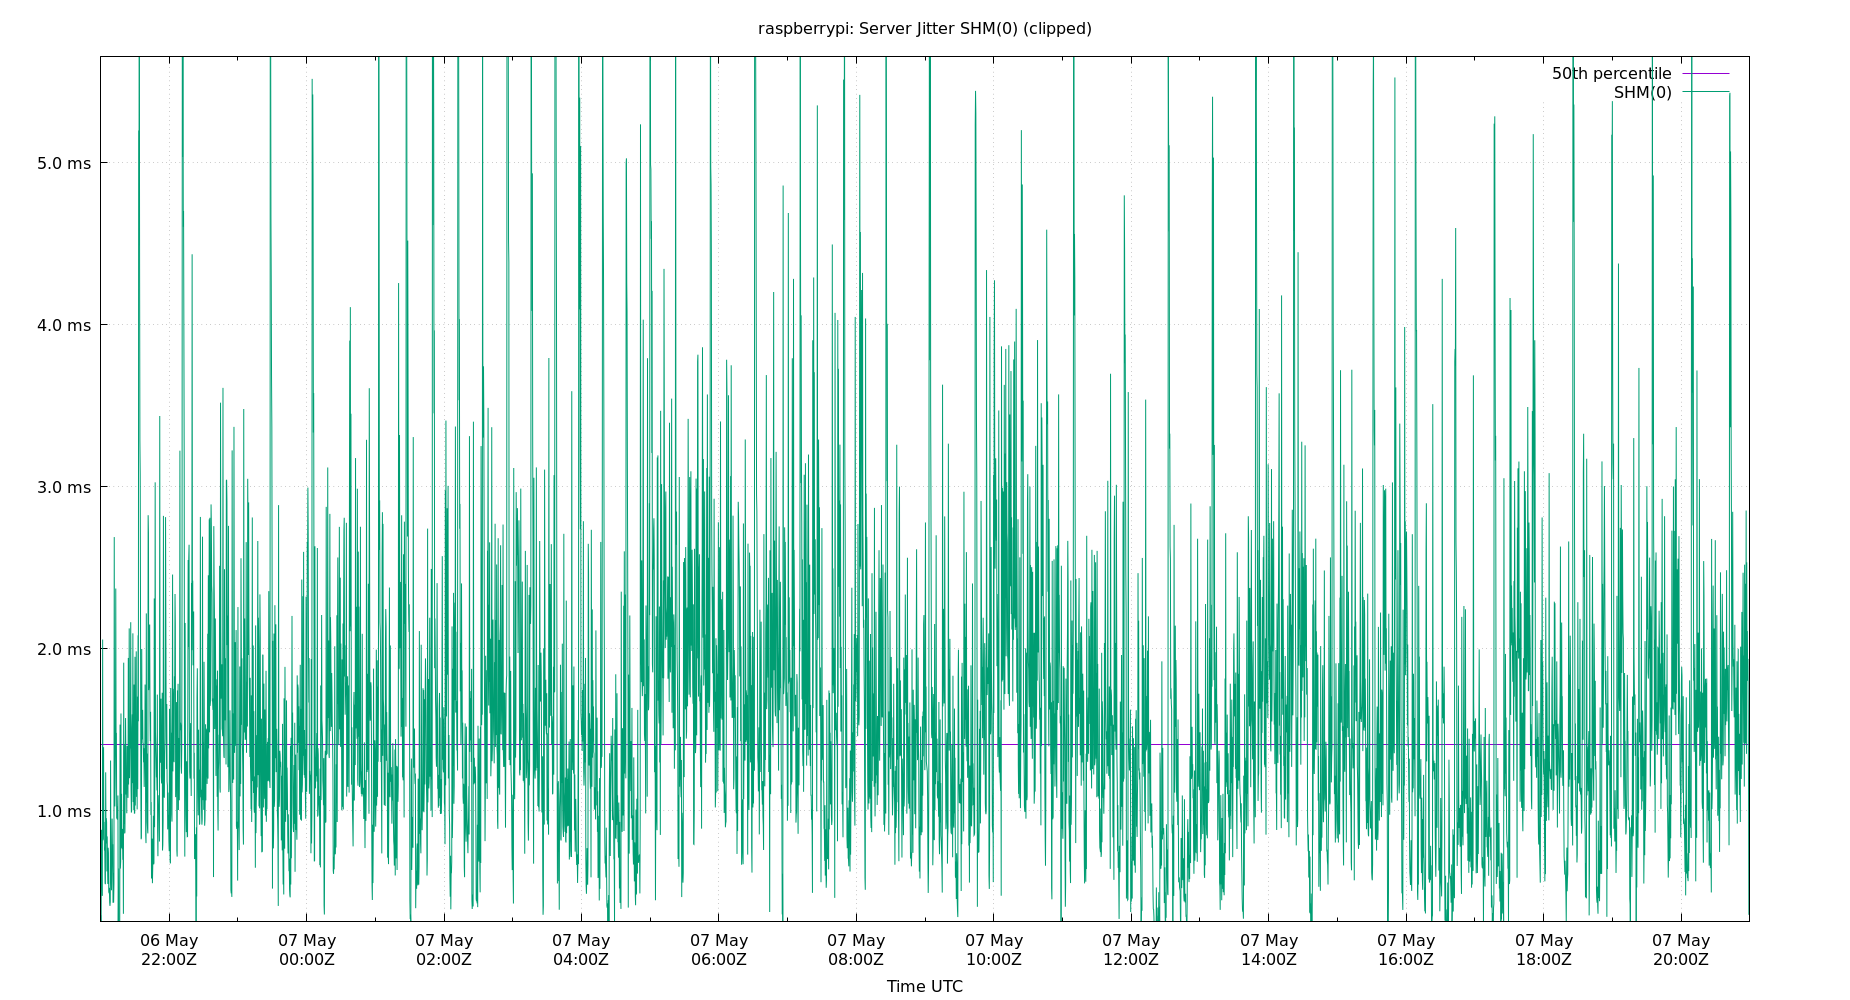 raspberrypi: Server Jitter SHM(0) (clipped)
50th percentile
SHM(0)
5.0 ms
4.0 ms
3.0 ms
2.0 ms
1.0 ms
06 May 07 May 07 May 07 May 07 May 07 May 07 May 07 May 07 May 07 May 07 May 07 May
22:00Z 00:00Z 02:00Z 04:00Z 06:00Z 08:00Z 10:00Z 12:00Z 14:00Z 16:00Z 18:00Z 20:00Z
Time UTC